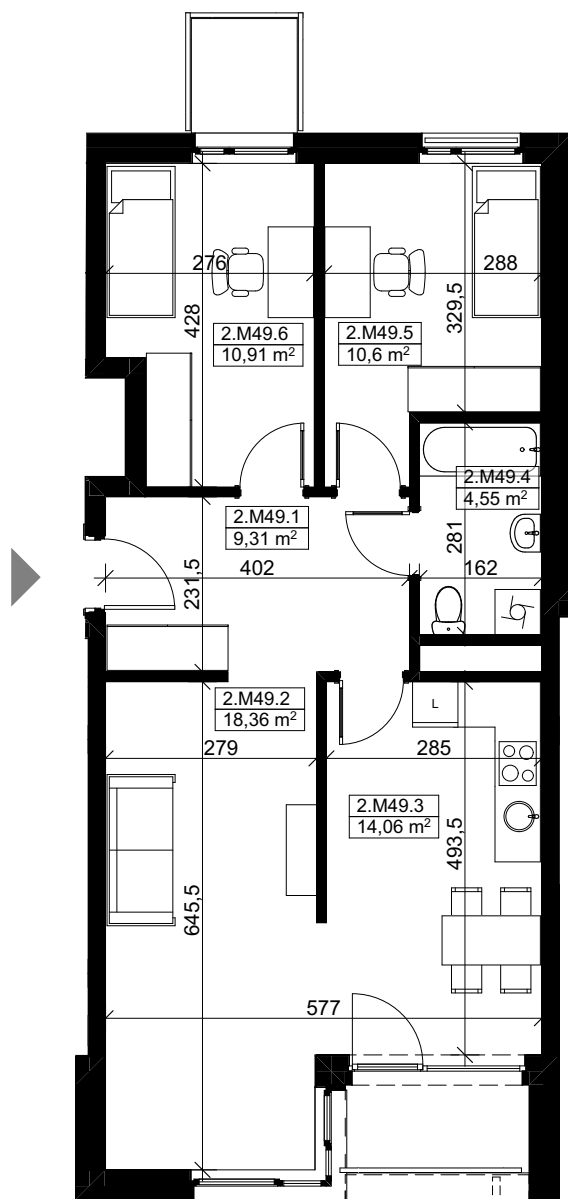 276
288
428
329,5
2.M49.6
10,91 m²
2.M49.5
10,6 m²
2.M49.4
4,55 m²
2.M49.1
9,31 m²
281
402
162
231,5
2.M49.2
18,36 m²
L
279
285
2.M49.3
14,06 m²
493,5
645,5
577